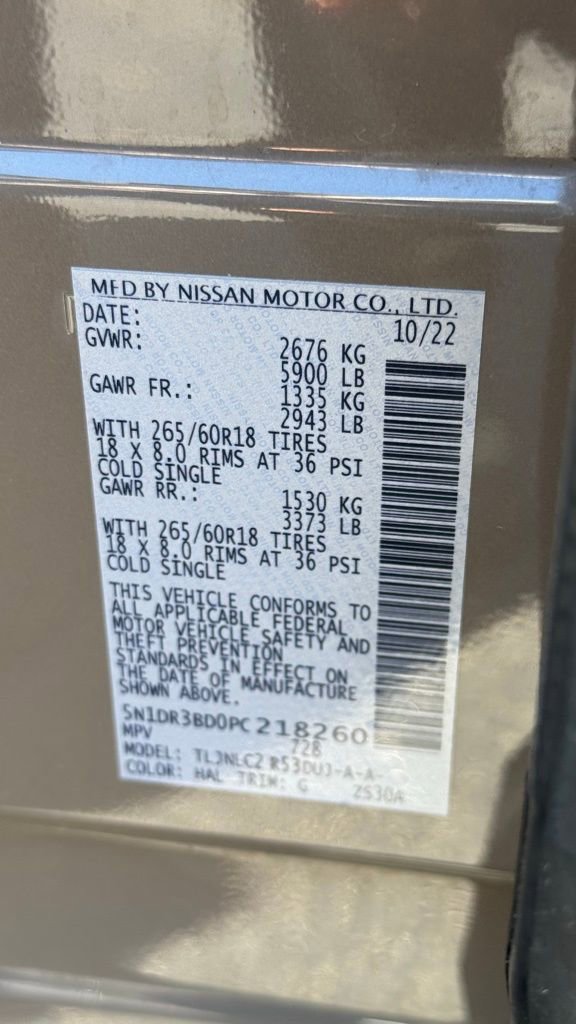 MFD BY NISSAN MOTOR CO., LTD.
DATE: 10/22
GVWR: 2676 KG
5900 LB
GAWR FR.: 1335 KG
2943 LB
WITH 265/60R18 TIRES
18 X 8.0 RIMS AT 36 PSI
COLD SINGLE
GAWR RR.: 1530 KG
3373 LB
WITH 265/60R18 TIRES
18 X 8.0 RIMS AT 36 PSI
COLD SINGLE
THIS VEHICLE CONFORMS TO
ALL APPLICABLE FEDERAL
MOTOR VEHICLE SAFETY AND
THEFT PREVENTION
STANDARDS IN EFFECT ON
THE DATE OF MANUFACTURE
SHOWN ABOVE.
5N1DR3BD0PC218260
MPV 728
MODEL: TLJNLC2 R53DUJ-A-A-
COLOR: HAL TRIM: G 2S30A